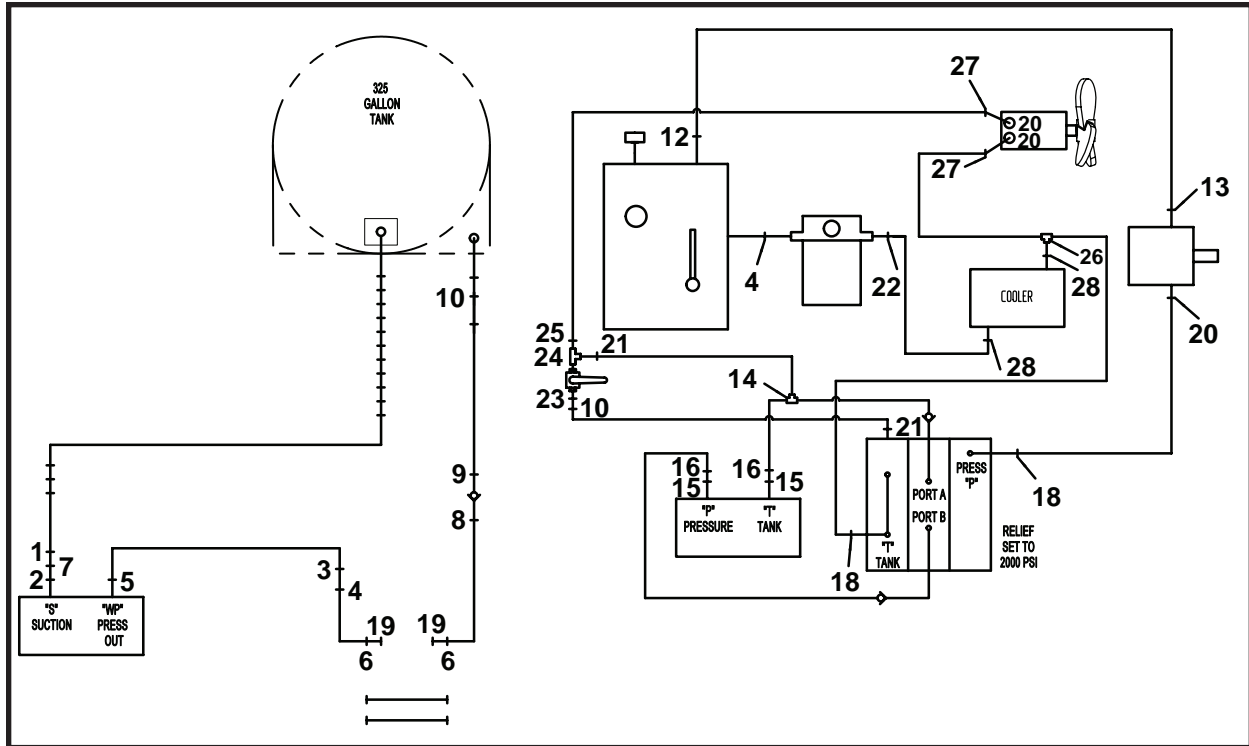 325
GALLON
TANK
10
9
8
1
7
2
5
"S"
SUCTION
"WP"
PRESS
OUT
3
4
19
6
19
6
12
27
20
20
27
13
4
22
26
28
COOLER
28
20
25
24
21
23
10
14
21
16
15
16
15
"P"
PRESSURE
"T"
TANK
PORT A
PORT B
PRESS
"P"
18
18
"T"
TANK
RELIEF
SET TO
2000 PSI